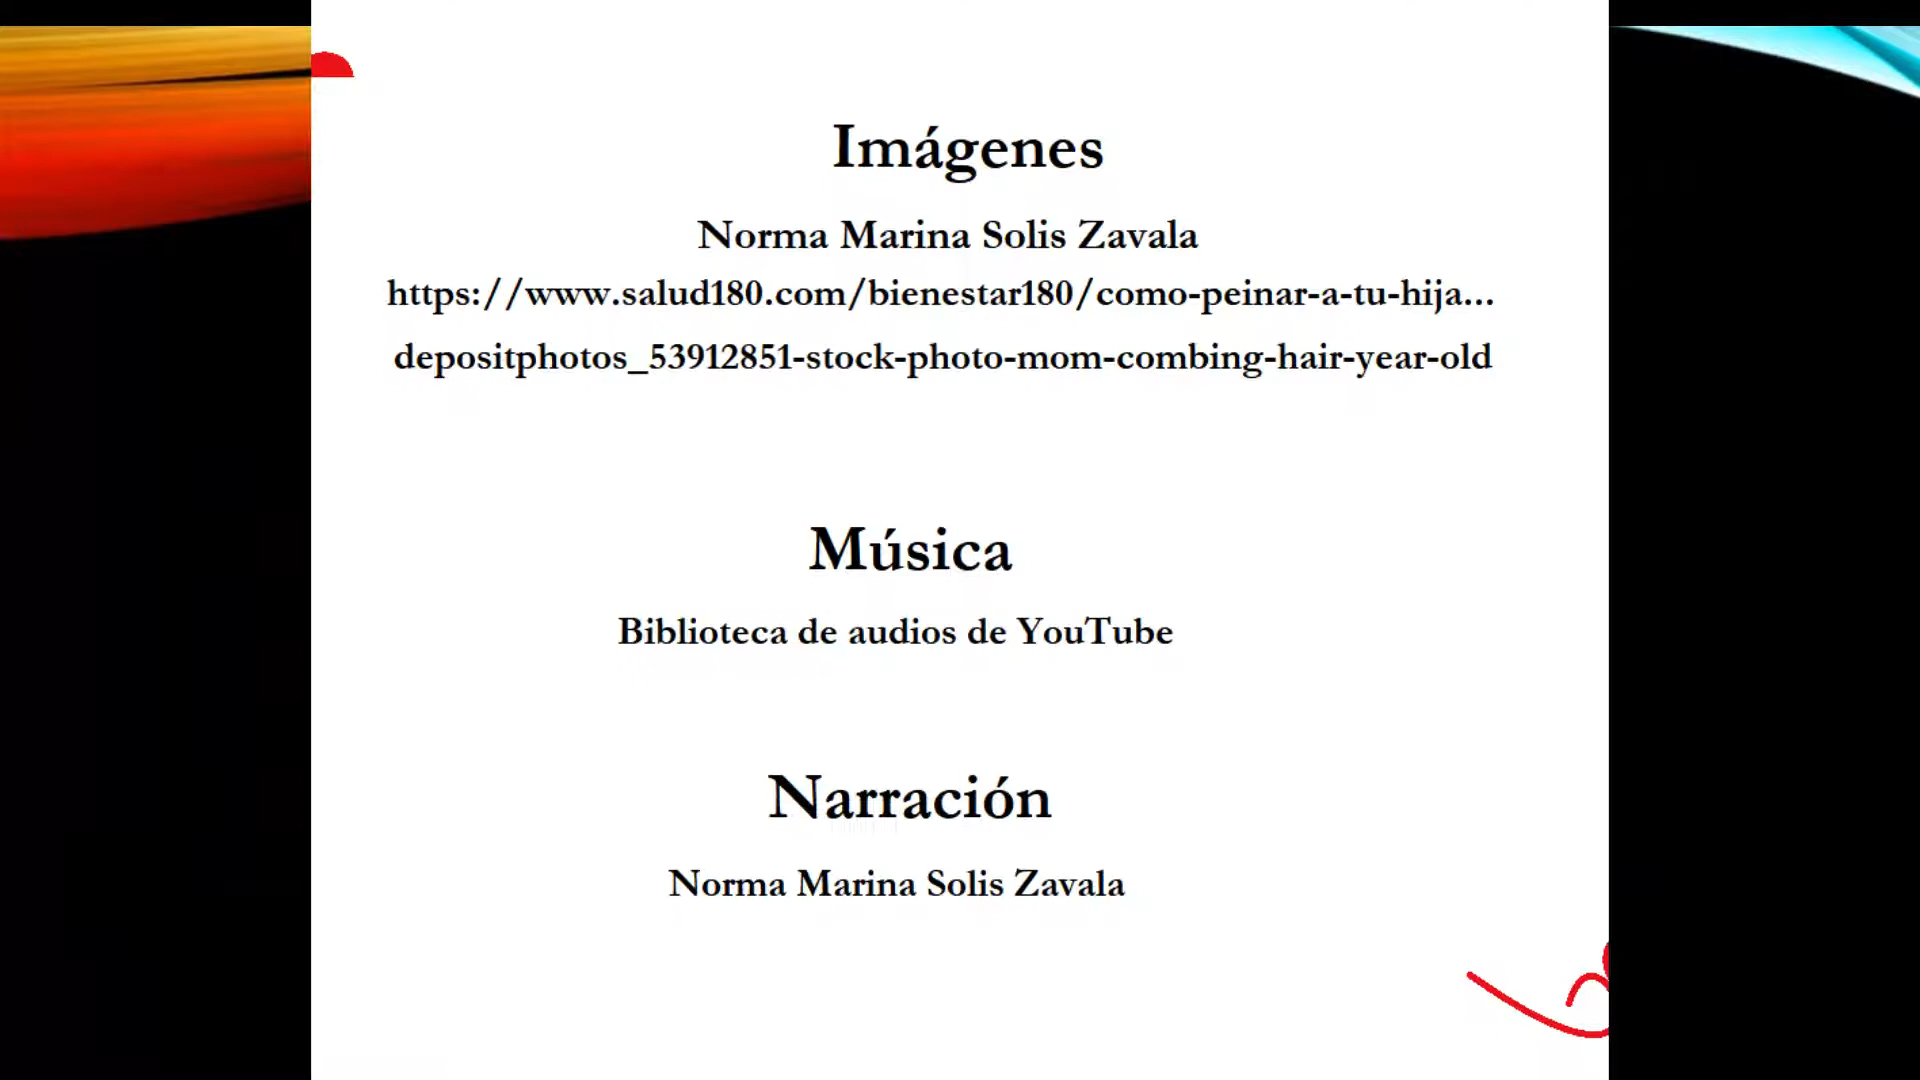 Imágenes
Norma Marina Solis Zavala
https://www.salud180.com/bienestar180/como-peinar-a-tu-hija...
depositphotos_53912851-stock-photo-mom-combing-hair-year-old
Música
Biblioteca de audios de YouTube
Narración
Norma Marina Solis Zavala